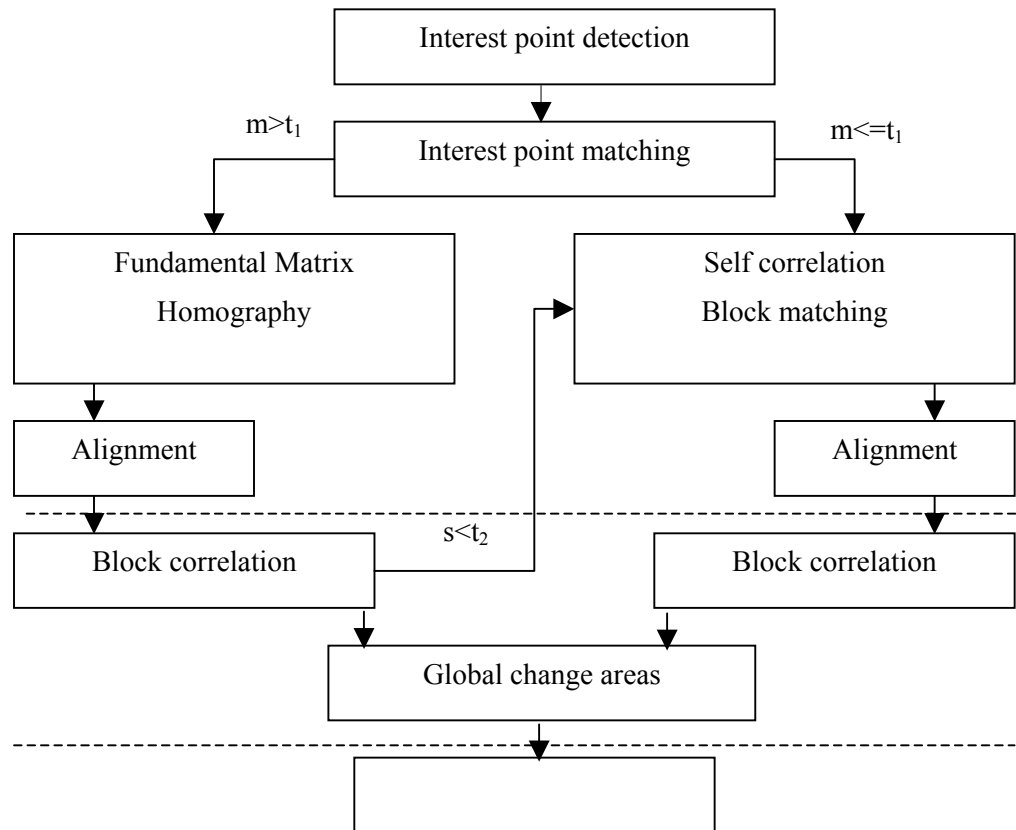 Interest point detection
m>t₁
m<=t₁
Interest point matching
Fundamental Matrix
Homography
Self correlation
Block matching
Alignment
Alignment
s<t₂
Block correlation
Block correlation
Global change areas